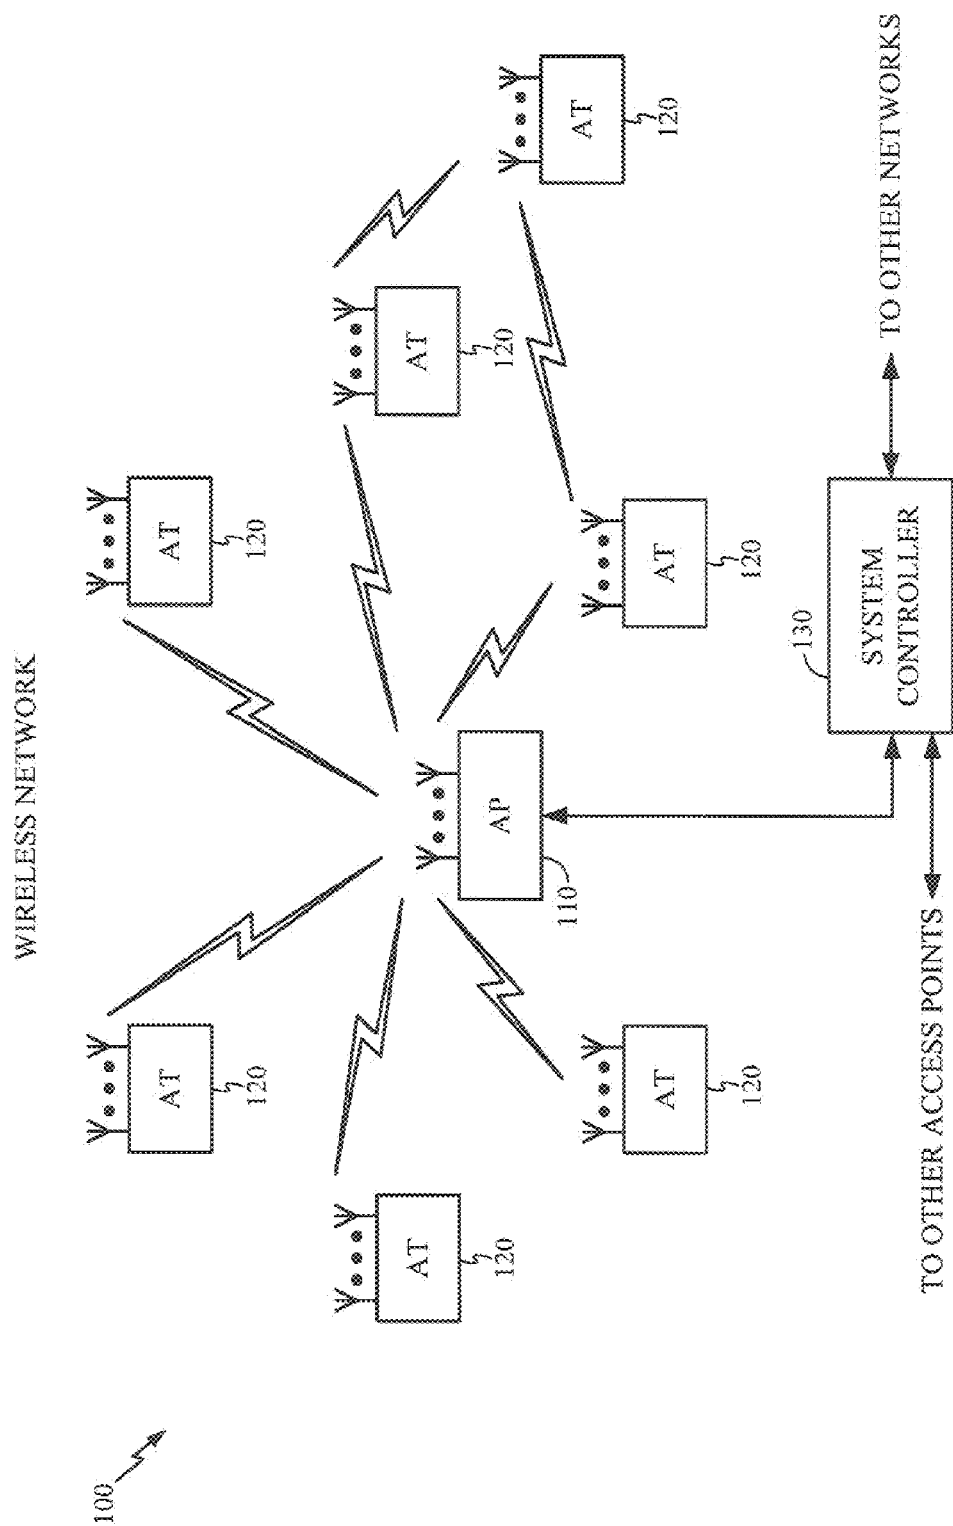 WIRELESS NETWORK
100
AT
120
AT
120
AT
120
AT
120
AT
120
AP
110
AT
120
AT
120
130
SYSTEM
CONTROLLER
TO OTHER ACCESS POINTS
TO OTHER NETWORKS